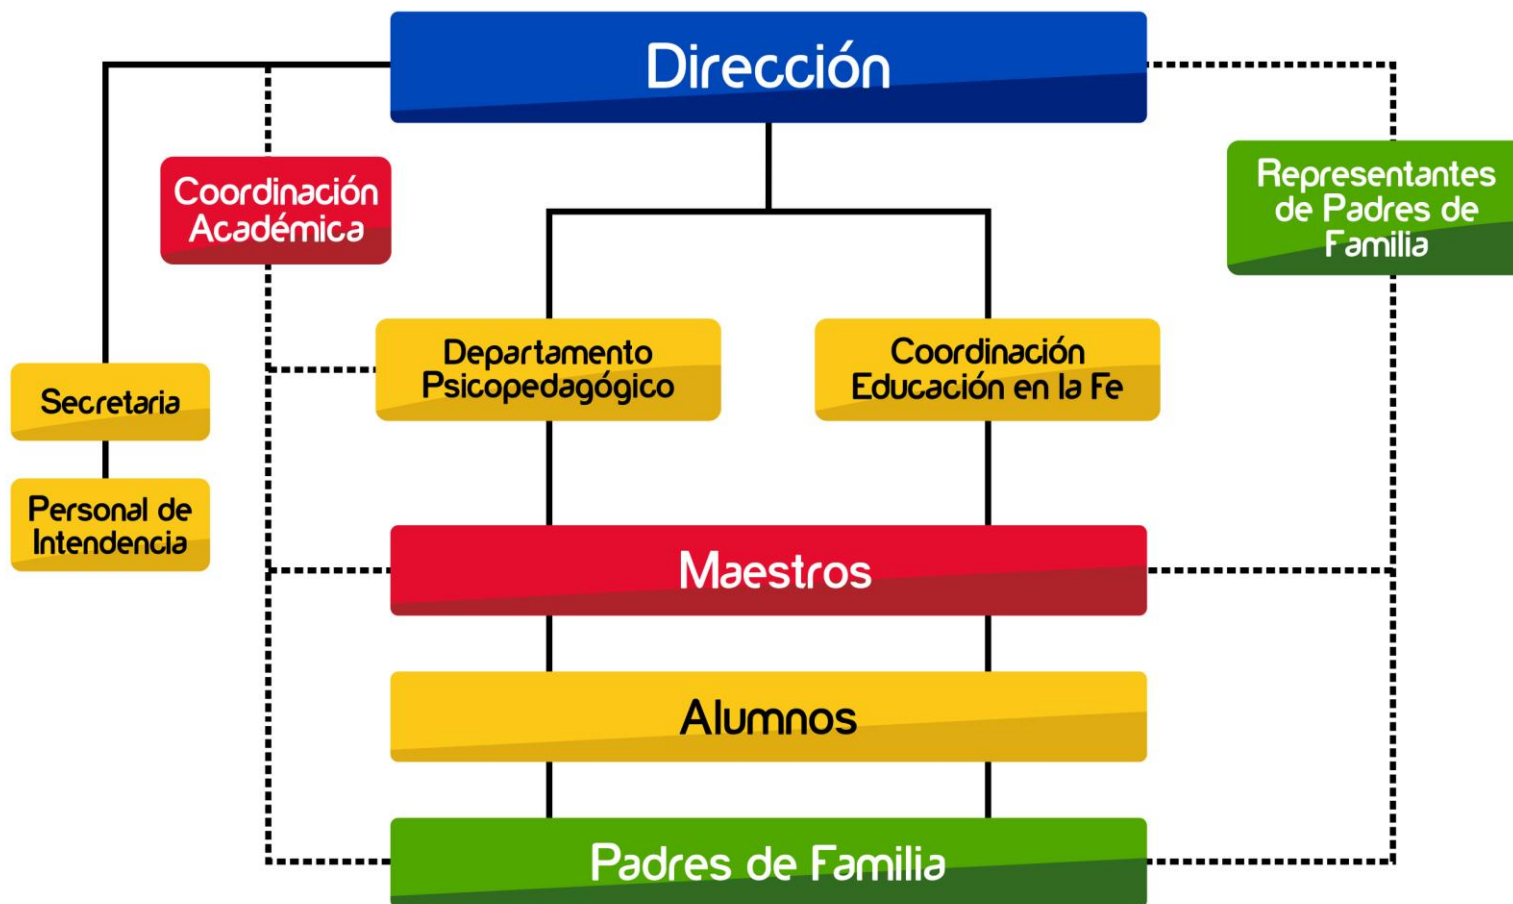 Dirección
Coordinación
Académica
Representantes
de Padres de
Familia
Departamento
Psicopedagógico
Coordinación
Educación en la Fe
Secretaria
Personal de
Intendencia
Maestros
Alumnos
Padres de Familia